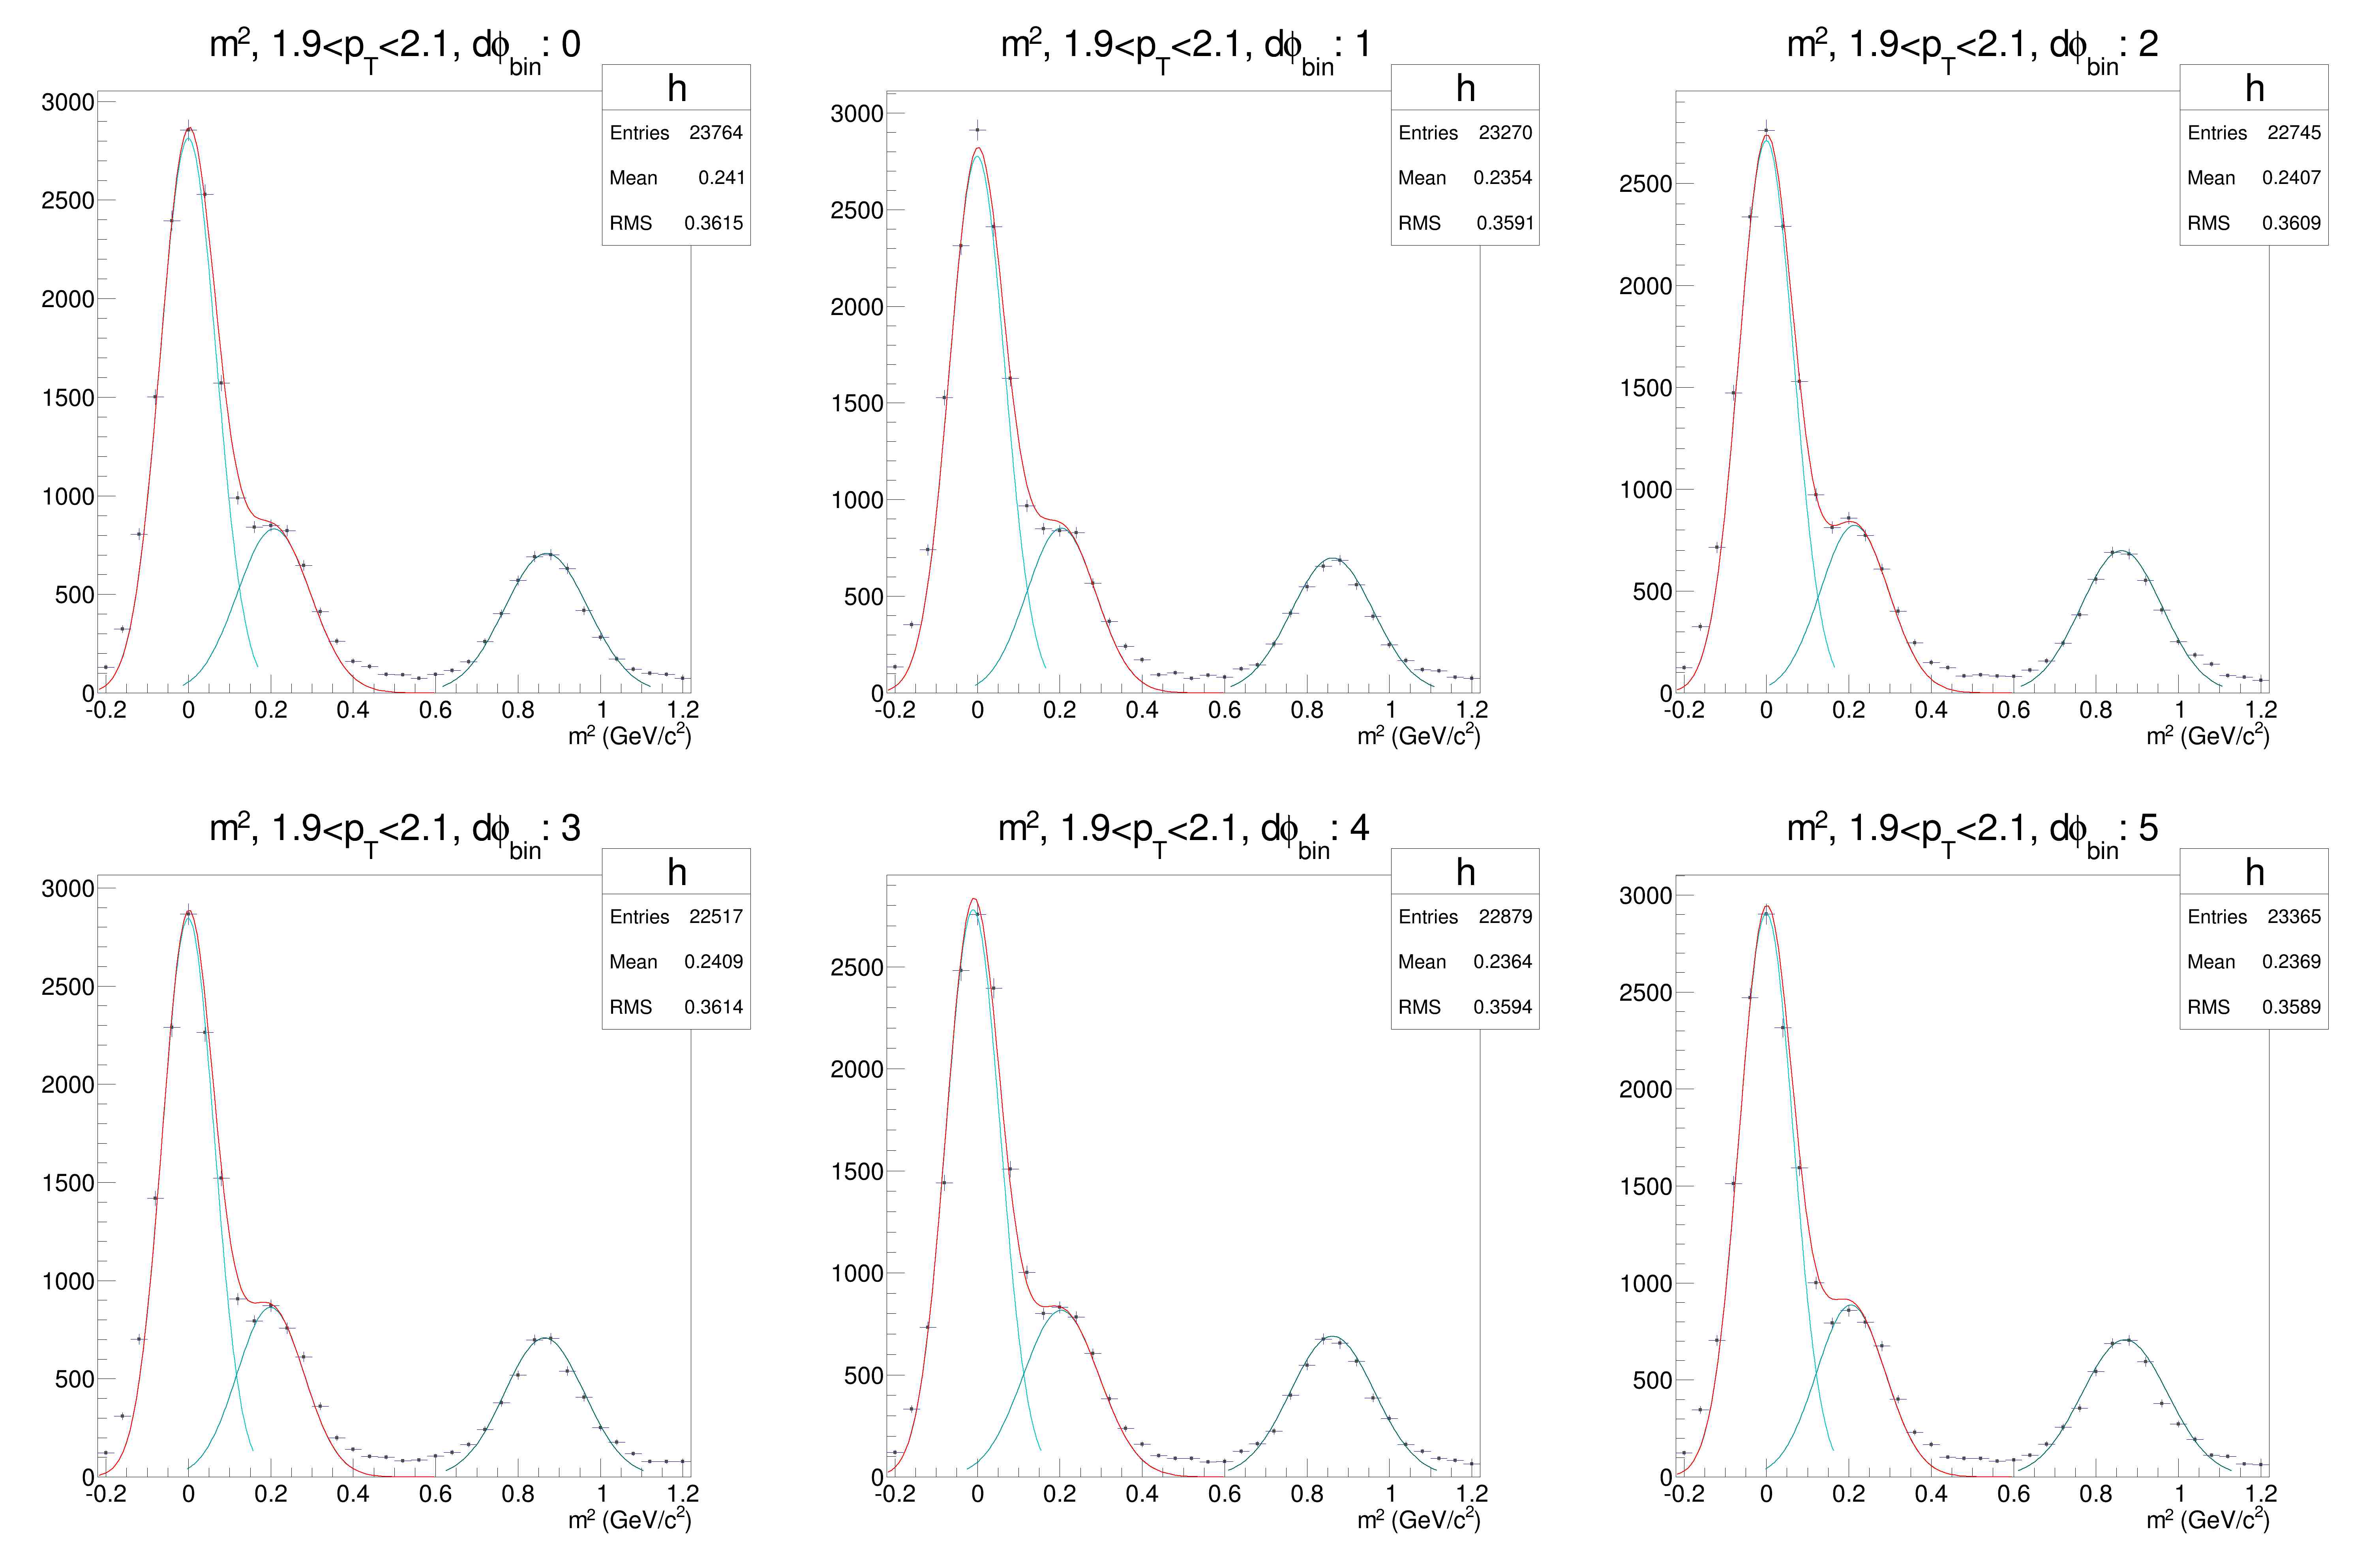 m², 1.9<p_T<2.1, dϕ_bin: 0
h
Entries 23764
Mean 0.241
RMS 0.3615
3000
2500
2000
1500
1000
500
0
-0.2 0 0.2 0.4 0.6 0.8 1 1.2
m² (GeV/c²)
m², 1.9<p_T<2.1, dϕ_bin: 1
h
Entries 23270
Mean 0.2354
RMS 0.3591
3000
2500
2000
1500
1000
500
0
-0.2 0 0.2 0.4 0.6 0.8 1 1.2
m² (GeV/c²)
m², 1.9<p_T<2.1, dϕ_bin: 2
h
Entries 22745
Mean 0.2407
RMS 0.3609
2500
2000
1500
1000
500
0
-0.2 0 0.2 0.4 0.6 0.8 1 1.2
m² (GeV/c²)
m², 1.9<p_T<2.1, dϕ_bin: 3
h
Entries 22517
Mean 0.2409
RMS 0.3614
3000
2500
2000
1500
1000
500
0
-0.2 0 0.2 0.4 0.6 0.8 1 1.2
m² (GeV/c²)
m², 1.9<p_T<2.1, dϕ_bin: 4
h
Entries 22879
Mean 0.2364
RMS 0.3594
2500
2000
1500
1000
500
0
-0.2 0 0.2 0.4 0.6 0.8 1 1.2
m² (GeV/c²)
m², 1.9<p_T<2.1, dϕ_bin: 5
h
Entries 23365
Mean 0.2369
RMS 0.3589
3000
2500
2000
1500
1000
500
0
-0.2 0 0.2 0.4 0.6 0.8 1 1.2
m² (GeV/c²)